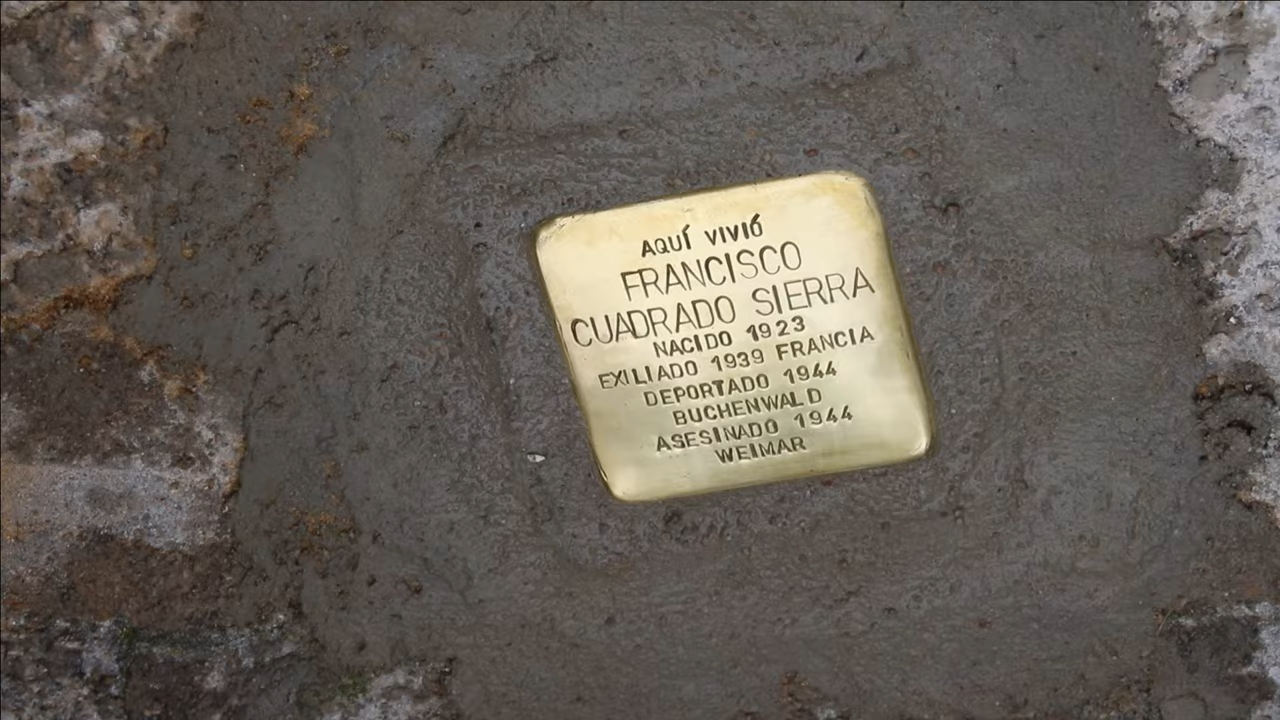 AQUÍ VIVIÓ
FRANCISCO
CUADRADO SIERRA
NACIDO 1923
EXILIADO 1939 FRANCIA
DEPORTADO 1944
BUCHENWALD
ASESINADO 1944
WEIMAR